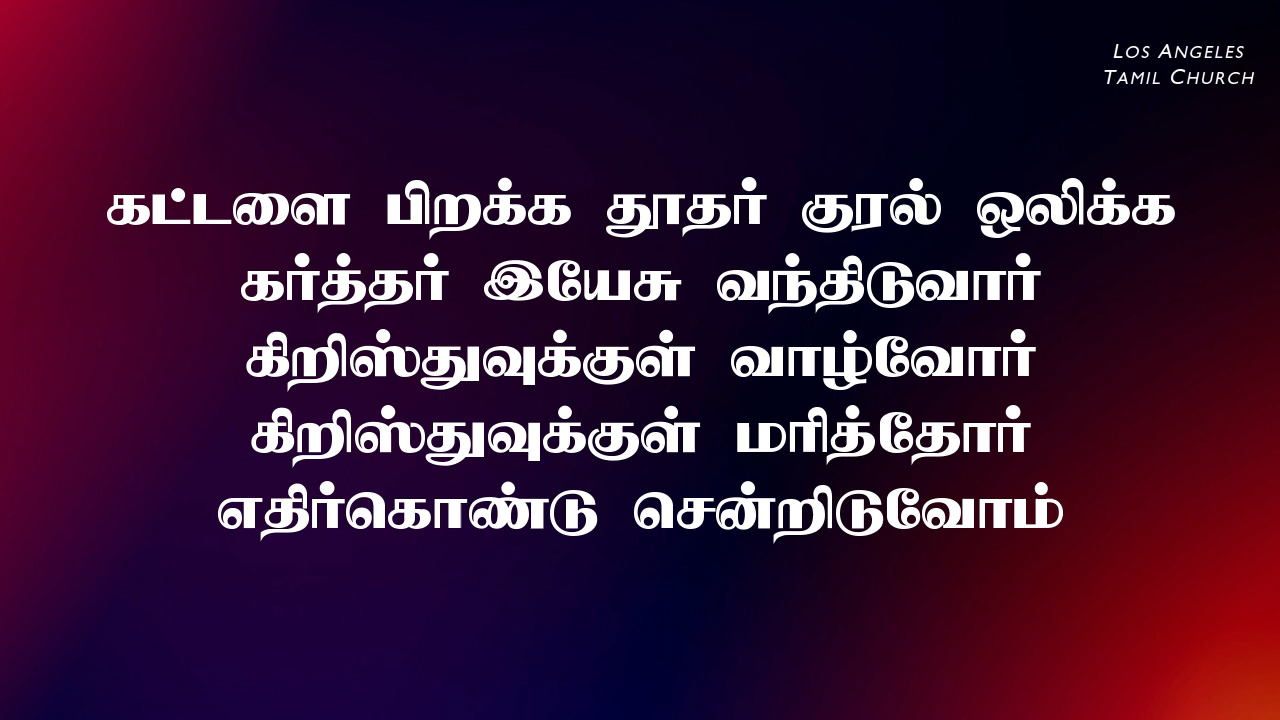 LOS ANGELES
TAMIL CHURCH
கட்டளை பிறக்க தூதர் குரல் ஒலிக்க
கர்த்தர் இயேசு வந்திடுவார்
கிறிஸ்துவுக்குள் வாழ்வோர்
கிறிஸ்துவுக்குள் மரித்தோர்
எதிர்கொண்டு சென்றிடுவோம்